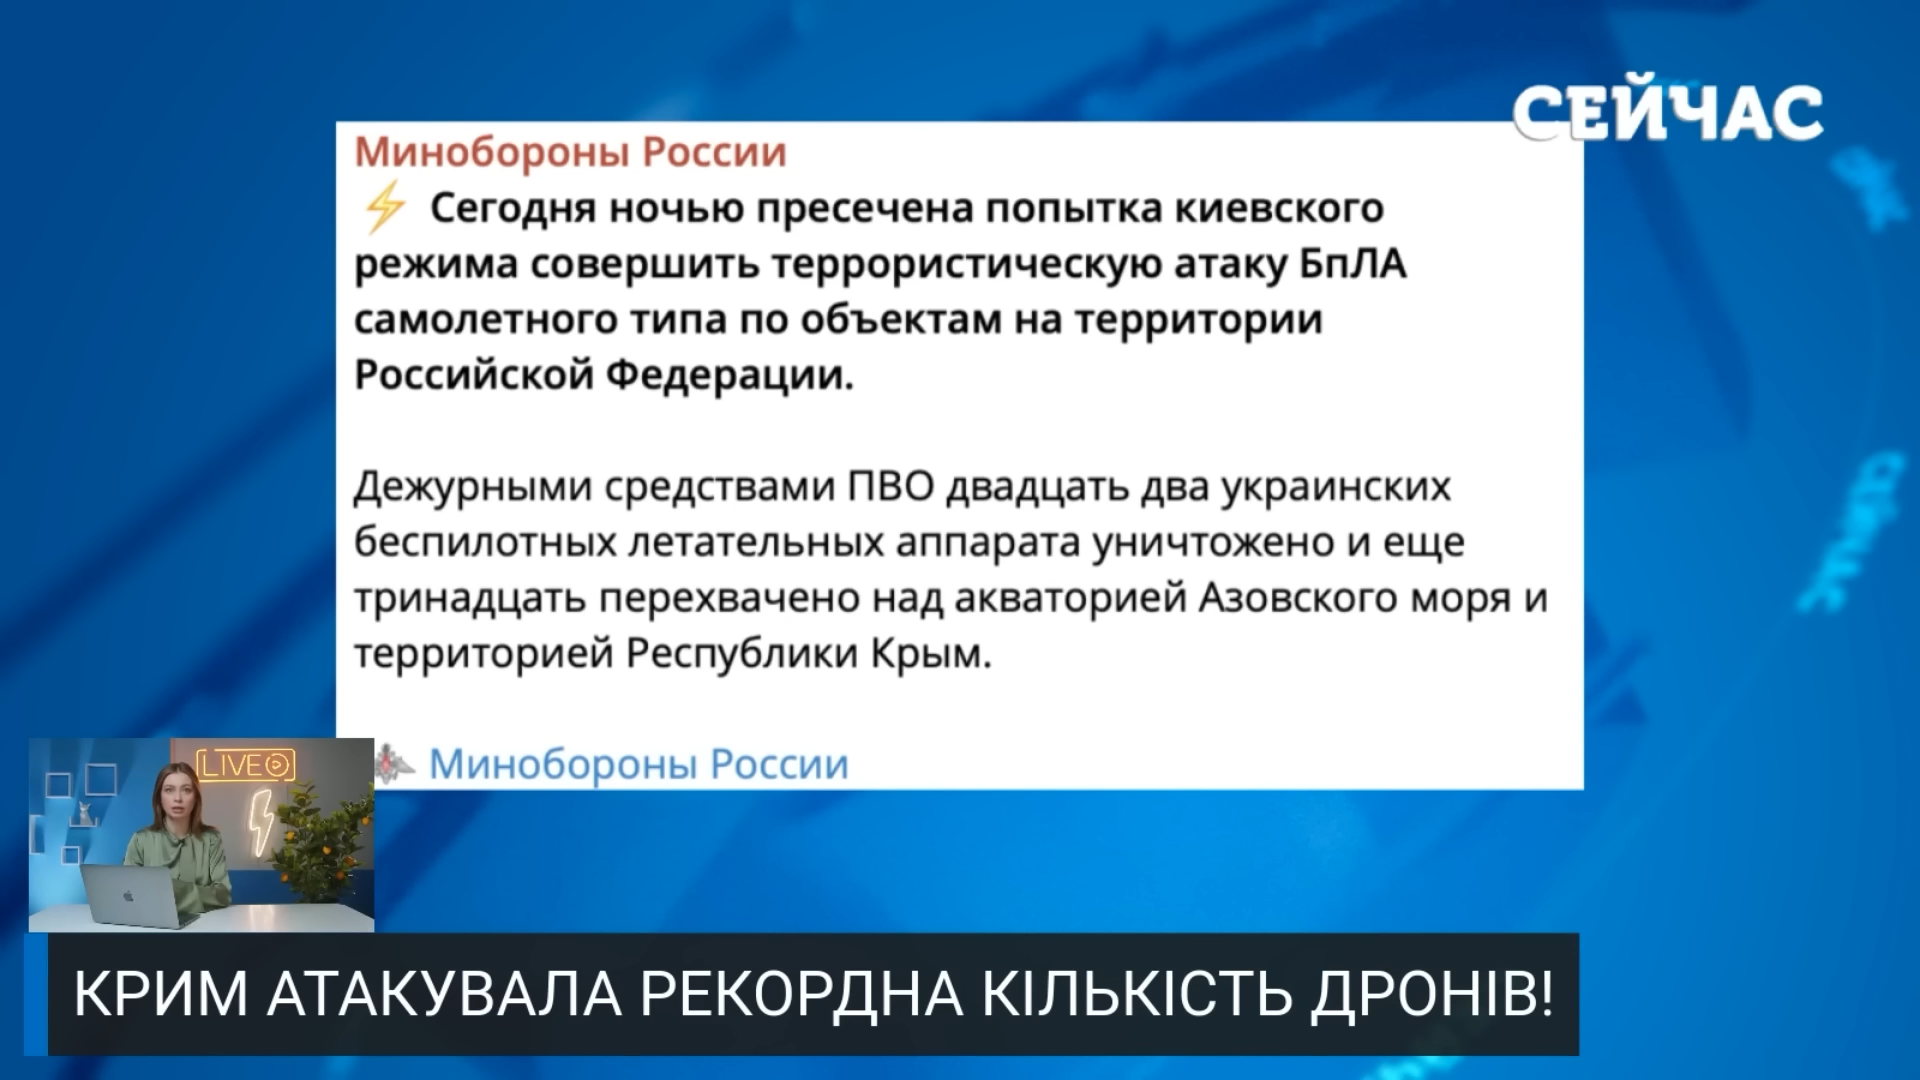 СЕЙЧАС
Минобороны России
⚡ Сегодня ночью пресечена попытка киевского
режима совершить террористическую атаку БпЛА
самолетного типа по объектам на территории
Российской Федерации.
Дежурными средствами ПВО двадцать два украинских
беспилотных летательных аппарата уничтожено и еще
тринадцать перехвачено над акваторией Азовского моря и
территорией Республики Крым.
Минобороны России
LIVE
КРИМ АТАКУВАЛА РЕКОРДНА КІЛЬКІСТЬ ДРОНІВ!